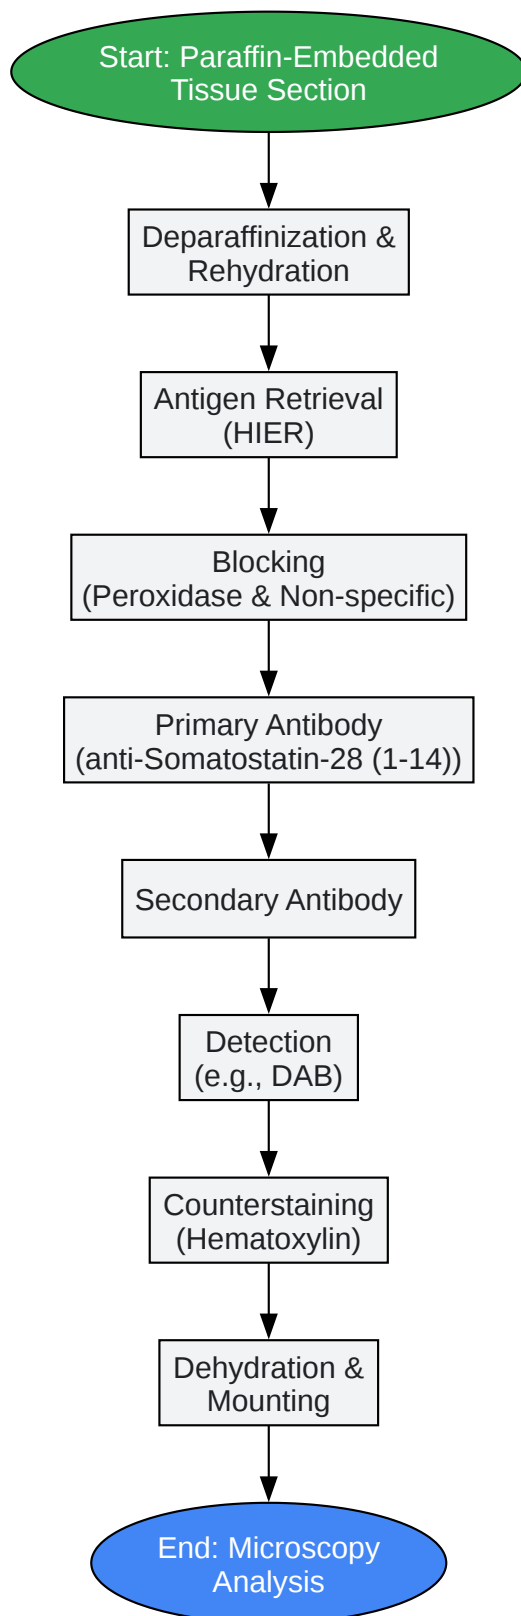 Start: Paraffin-Embedded
Tissue Section
Deparaffinization &
Rehydration
Antigen Retrieval
(HIER)
Blocking
(Peroxidase & Non-specific)
Primary Antibody
(anti-Somatostatin-28 (1-14))
Secondary Antibody
Detection
(e.g., DAB)
Counterstaining
(Hematoxylin)
Dehydration &
Mounting
End: Microscopy
Analysis